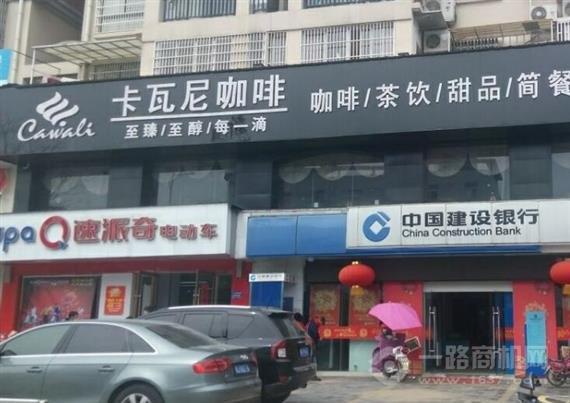 卡瓦尼咖啡
咖啡/茶饮/甜品/简餐
Cawali
至臻/至醇/每一滴
速派奇电动车
中国建设银行
China Construction Bank
一路商机网